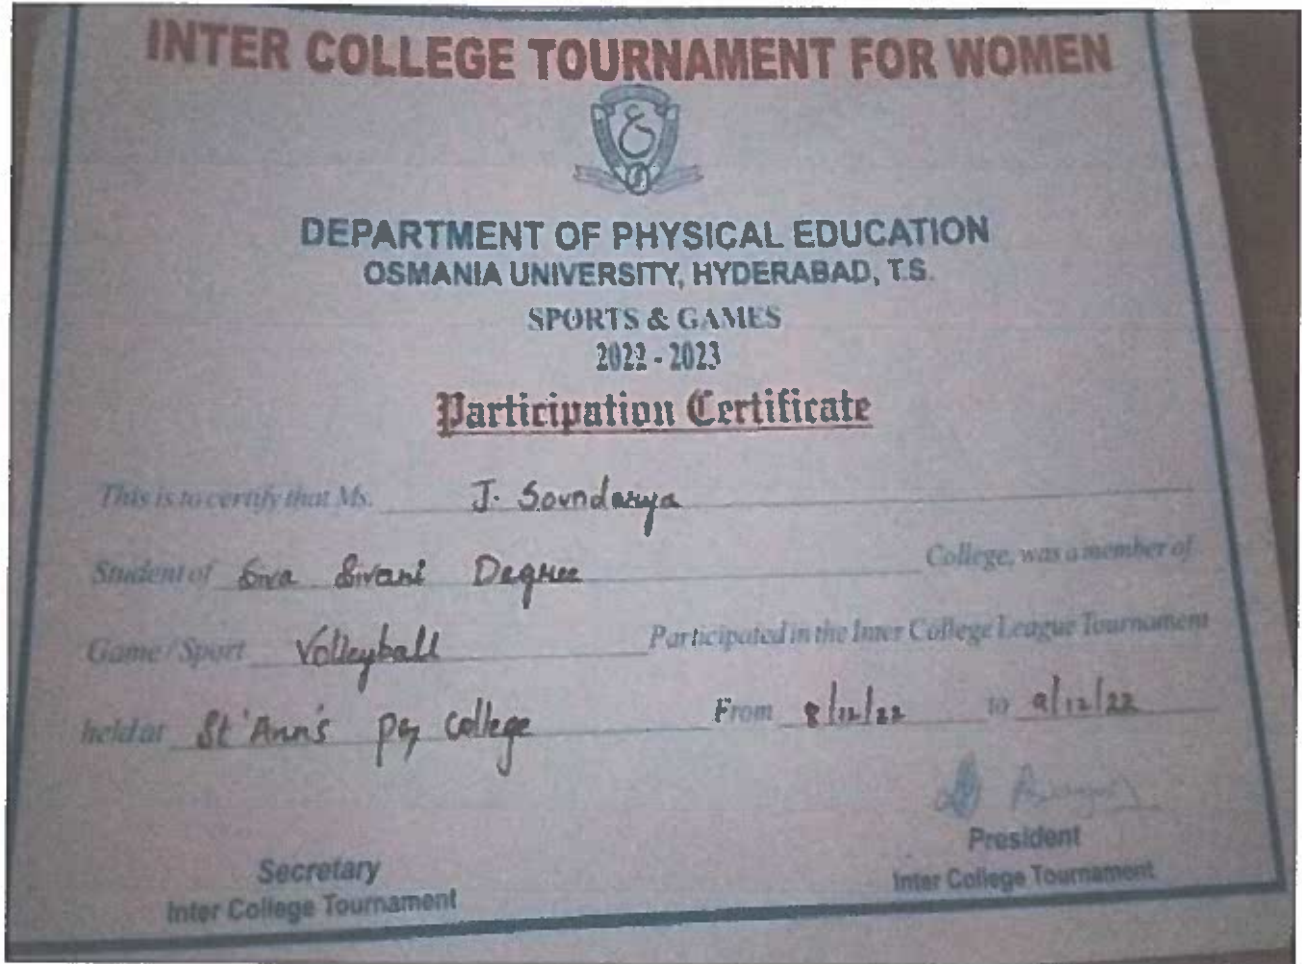 INTER COLLEGE TOURNAMENT FOR WOMEN
DEPARTMENT OF PHYSICAL EDUCATION
OSMANIA UNIVERSITY, HYDERABAD, T.S.
SPORTS & GAMES
2022 - 2023
Participation Certificate
This is to certify that Ms. J. Soundarya
Student of Siva Sivani Degree College, was a member of
Game / Sport Volleyball Participated in the Inter College League Tournament
held at St'Ann's College From 8/12/22 to 9/12/22
President
Secretary
Inter College Tournament
Inter College Tournament